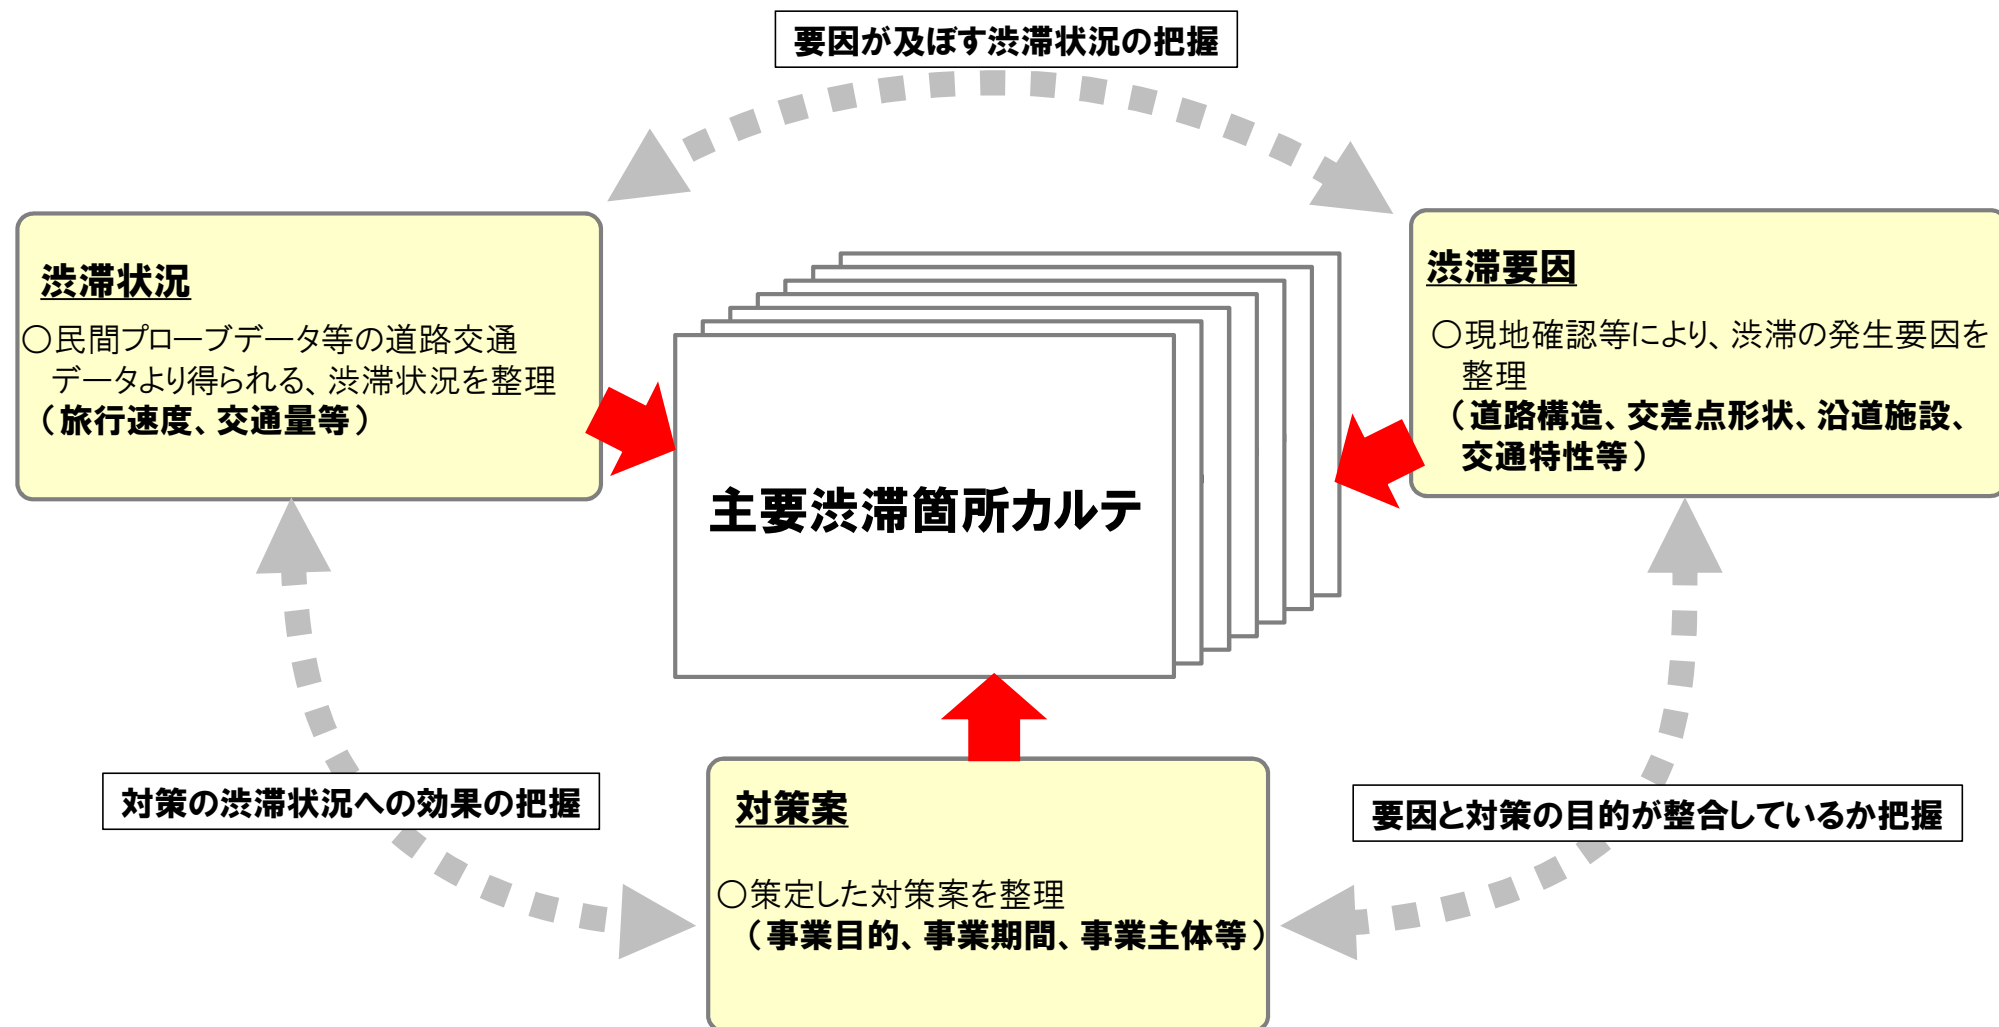 要因が及ぼす渋滞状況の把握
渋滞状況
○民間プローブデータ等の道路交通
データより得られる、渋滞状況を整理
（旅行速度、交通量等）
渋滞要因
○現地確認等により、渋滞の発生要因を
整理
（道路構造、交差点形状、沿道施設、
交通特性等）
主要渋滞箇所カルテ
対策の渋滞状況への効果の把握
対策案
○策定した対策案を整理
（事業目的、事業期間、事業主体等）
要因と対策の目的が整合しているか把握